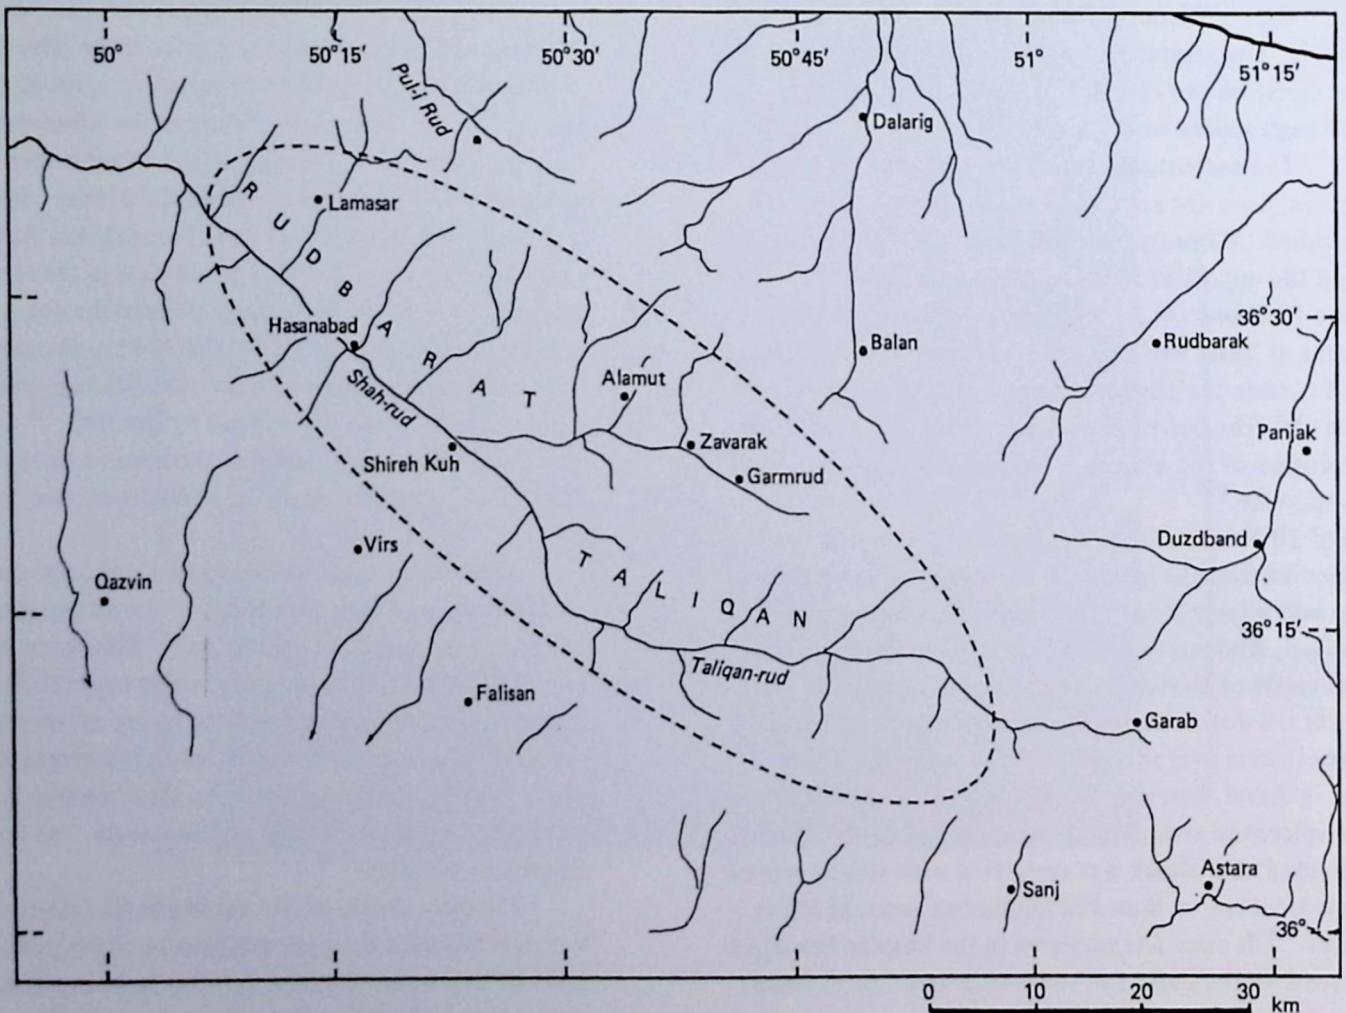 50°
50°15′
50°30′
50°45′
51°
51°15′
Pul-i Rud
Dalarig
RUDBARAT
Lamasar
Hasanabad
36°30′
Balan
Rudbarak
Shah-rud
Alamut
Zavarak
Panjak
Shireh Kuh
Garmrud
Virs
Duzdband
TALIQAN
Qazvin
36°15′
Taliqan-rud
Falisan
Garab
Astara
Sanj
36°
0 10 20 30
km